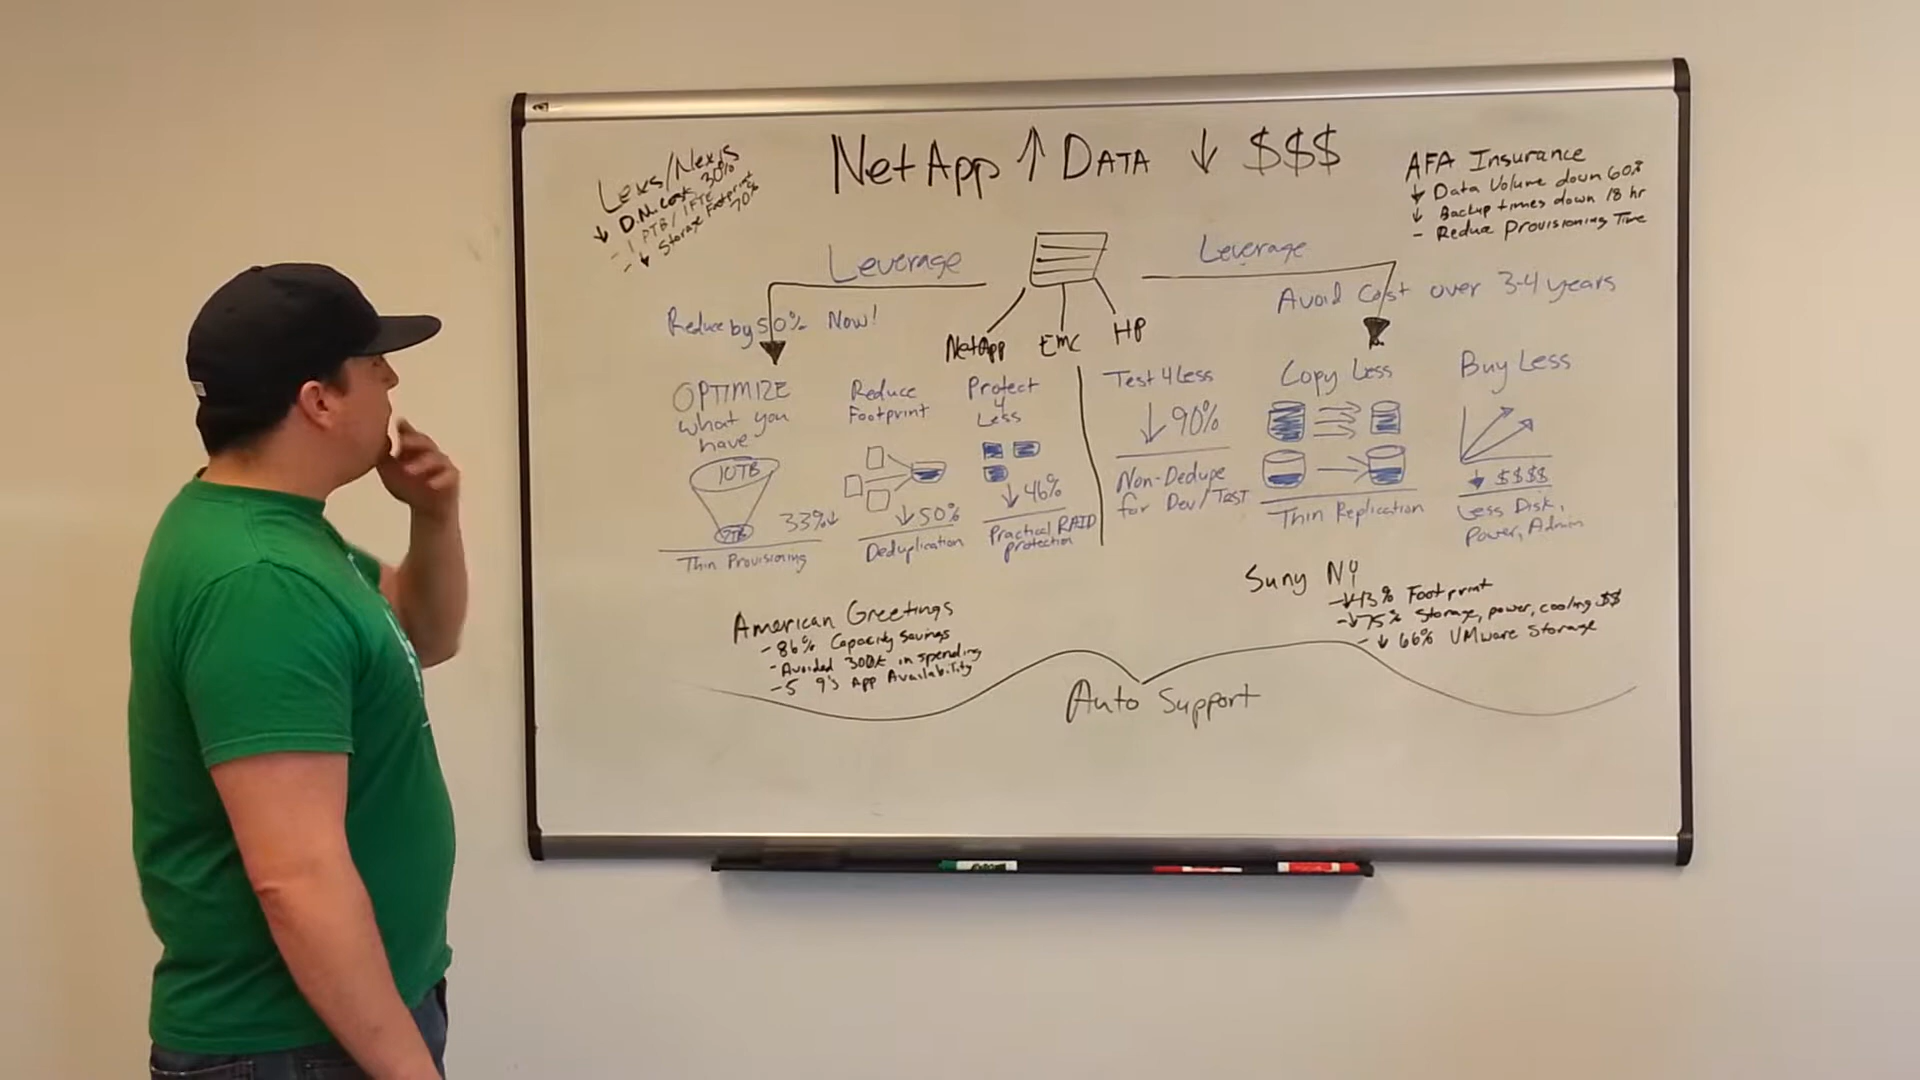 NetApp ↑ DATA ↓ $$$
Lexis/Nexis
↓ D.M. Cost 30%
- 1 PTB/1FTE
- ↓ Storage Footprint
70%
AFA Insurance
↓ Data Volume down 60%
↓ Backup times down 18 hr
- Reduce Provisioning Time
Leverage
Leverage
Reduce by 50% Now!
Avoid Cost over 3-4 years
NetApp
EMC
HP
OPTIMIZE
what you
have
10TB
33%↓
Thin Provisioning
Reduce
Footprint
↓50%
Deduplication
Protect
4
Less
↓46%
Practical RAID
protection
Test 4 Less
↓90%
Non-Dedupe
for Dev/Test
Copy Less
Thin Replication
Buy Less
↓ $$$$
Less Disk,
Power, Admin
American Greetings
- 86% Capacity Savings
- Avoided 300k in spending
- 5 9's App Availability
Suny NY
-↓43% Footprint
-↓75% Storage, power, cooling $$
- ↓ 66% VMware Storage
Auto Support